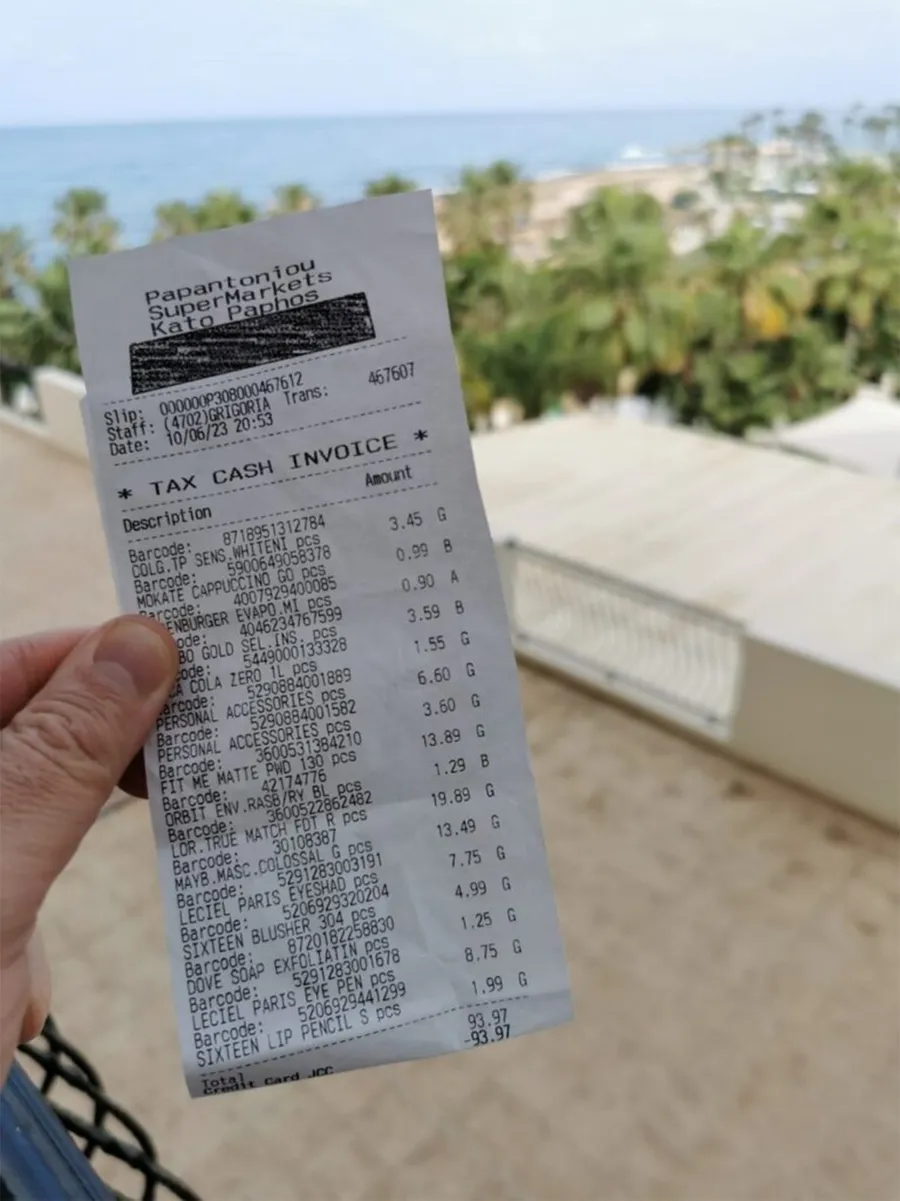 Papantoniou
SuperMarkets
Kato Paphos
Slip: 000000P308000467612
Staff: (4702)GRIGORIA Trans: 467607
Date: 10/06/23 20:53
* TAX CASH INVOICE *
Description Amount
Barcode: 8718951312784
COLG.TP SENS.WHITENI pcs 3.45 G
Barcode: 5900649058378
MOKATE CAPPUCCINO GO pcs 0.99 B
4007929400085
ENBURGER EVAPO.MI pcs 0.90 A
ode: 4046234767599
BO GOLD SEL.INS. pcs 3.59 B
ode: 5449000133328
A COLA ZERO 1L pcs 1.55 G
Barcode: 5290884001889
PERSONAL ACCESSORIES pcs 6.60 G
Barcode: 5290884001582
PERSONAL ACCESSORIES pcs 3.60 G
Barcode: 3600531384210
FIT ME MATTE PWD 130 pcs 13.89 G
Barcode: 42174776
ORBIT ENV.RASB/RY BL pcs 1.29 B
Barcode: 3600522862482
LOR.TRUE MATCH FDT R pcs 19.89 G
Barcode: 30108387
MAYB.MASC.COLOSSAL G pcs 13.49 G
Barcode: 5291283003191
LECIEL PARIS EYESHAD pcs 7.75 G
Barcode: 5206929320204
SIXTEEN BLUSHER 304 pcs 4.99 G
Barcode: 8720182258830
DOVE SOAP EXFOLIATIN pcs 1.25 G
Barcode: 5291283001678
LECIEL PARIS EYE PEN pcs 8.75 G
Barcode: 5206929441299
SIXTEEN LIP PENCIL S pcs 1.99 G
Total 93.97
Credit Card JCC -93.97